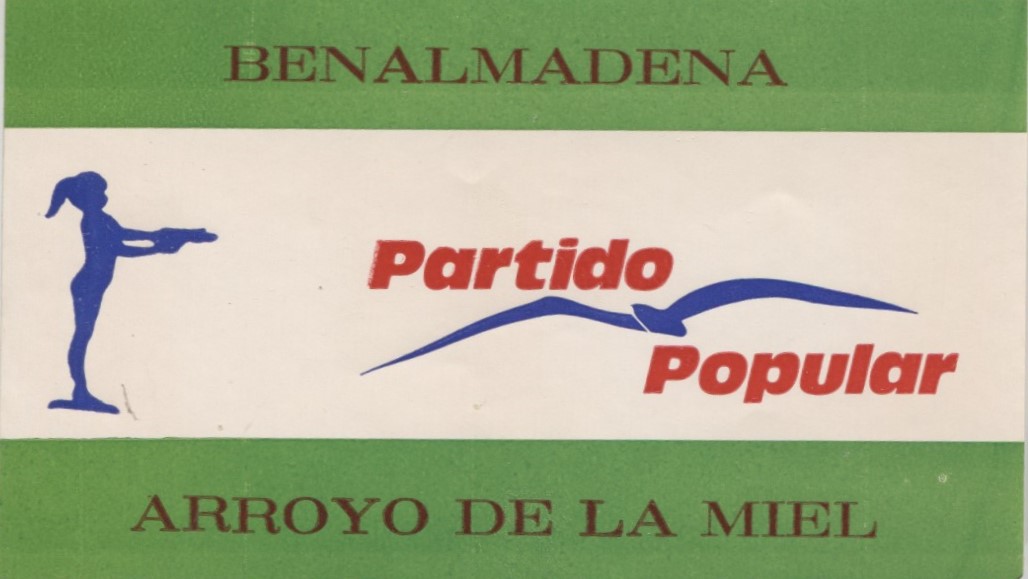 BENALMADENA
Partido
Popular
ARROYO DE LA MIEL